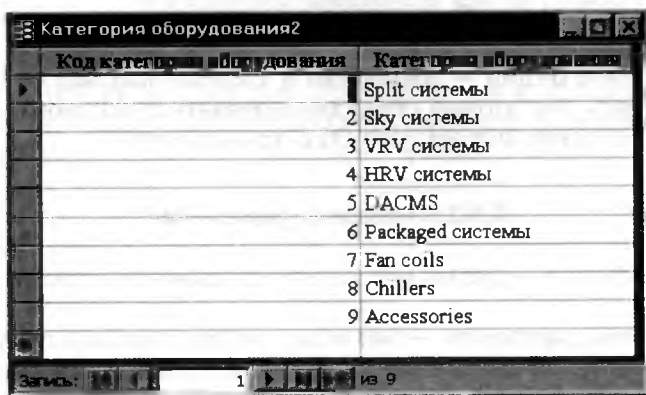 Категория оборудования2
Код категории оборудования Категория оборудования
1 Split системы
2 Sky системы
3 VRV системы
4 HRV системы
5 DACMS
6 Packaged системы
7 Fan coils
8 Chillers
9 Accessories
Запись: 1 из 9